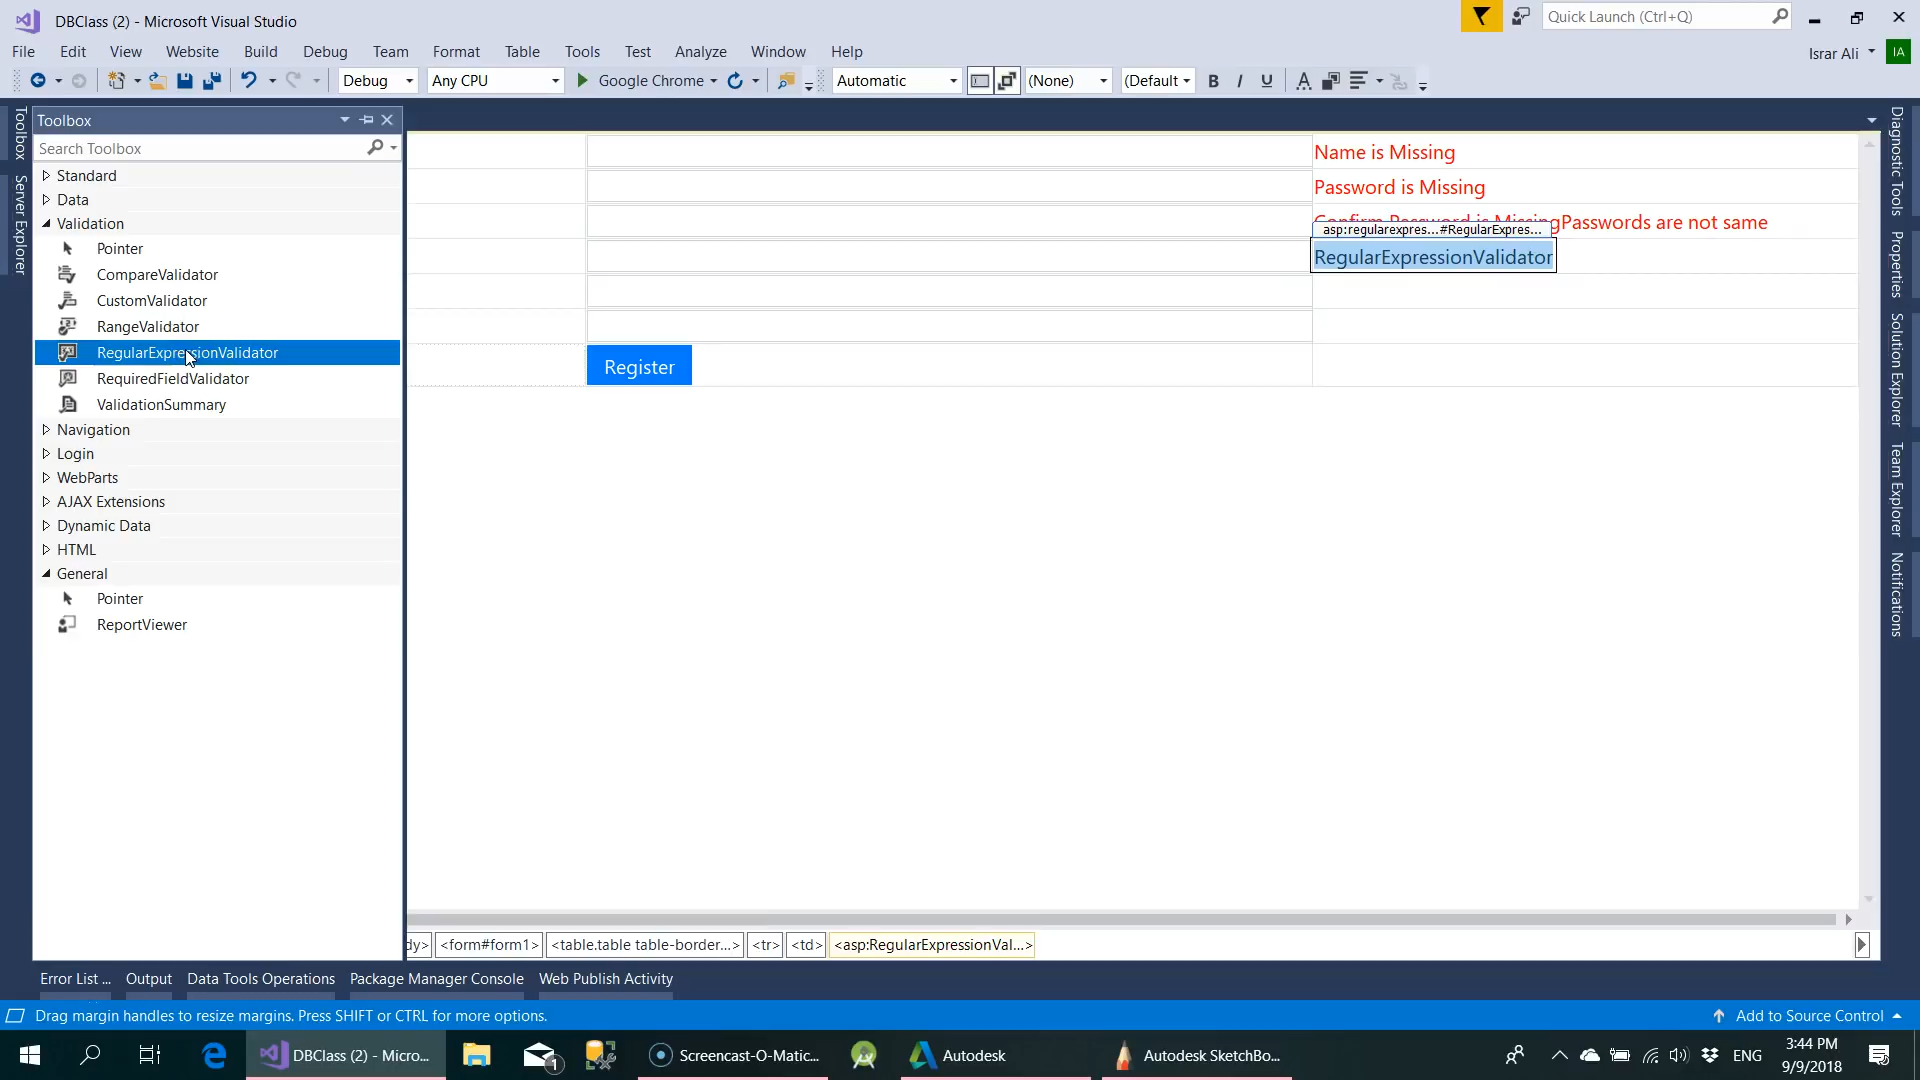 DBClass (2) - Microsoft Visual Studio
Quick Launch (Ctrl+Q)
File Edit View Website Build Debug Team Format Table Tools Test Analyze Window Help
Israr Ali IA
Debug Any CPU Google Chrome Automatic (None) (Default B I U A
Toolbox
Server Explorer
Toolbox
Search Toolbox
Standard
Data
Validation
Pointer
CompareValidator
CustomValidator
RangeValidator
RegularExpressionValidator
RequiredFieldValidator
ValidationSummary
Navigation
Login
WebParts
AJAX Extensions
Dynamic Data
HTML
General
Pointer
ReportViewer
Name is Missing
Password is Missing
Confirm Password is MissingPasswords are not same
asp:regularexpres...#RegularExpres...
RegularExpressionValidator
Register
Diagnostic Tools
Properties
Solution Explorer
Team Explorer
Notifications
dy> <form#form1> <table.table table-border...> <tr> <td> <asp:RegularExpressionVal...>
Error List ... Output Data Tools Operations Package Manager Console Web Publish Activity
Drag margin handles to resize margins. Press SHIFT or CTRL for more options.
Add to Source Control
DBClass (2) - Micro... 1 Screencast-O-Matic... Autodesk Autodesk SketchBo... ENG
3:44 PM
9/9/2018